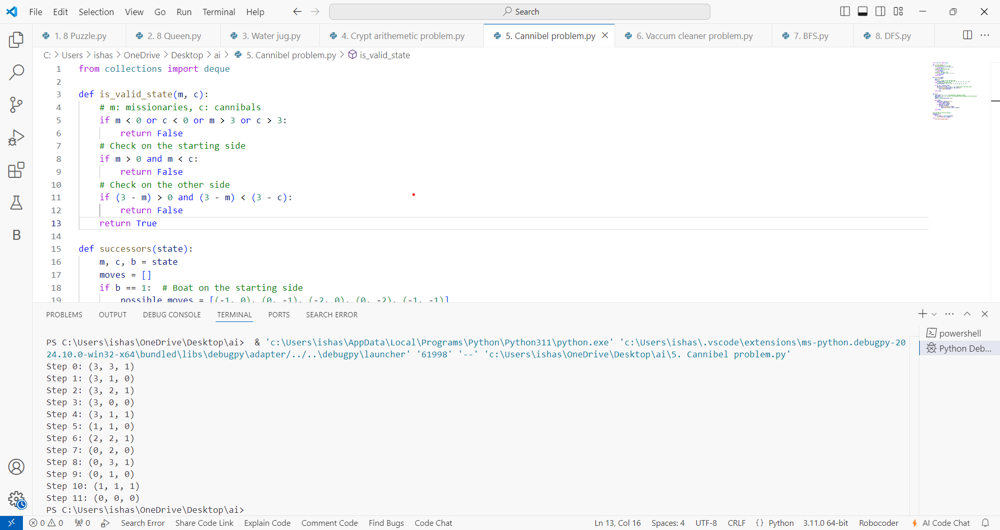 File Edit Selection View Go Run Terminal Help Search
1. 8 Puzzle.py 2. 8 Queen.py 3. Water jug.py 4. Crypt arithemetic problem.py 5. Cannibel problem.py 6. Vaccum cleaner problem.py 7. BFS.py 8. DFS.py
C: > Users > ishas > OneDrive > Desktop > ai > 5. Cannibel problem.py > is_valid_state
1 from collections import deque
2
3 def is_valid_state(m, c):
4     # m: missionaries, c: cannibals
5     if m < 0 or c < 0 or m > 3 or c > 3:
6         return False
7     # Check on the starting side
8     if m > 0 and m < c:
9         return False
10     # Check on the other side
11     if (3 - m) > 0 and (3 - m) < (3 - c):
12         return False
13     return True
14
15 def successors(state):
16     m, c, b = state
17     moves = []
18     if b == 1:  # Boat on the starting side
19         possible_moves = [(-1, 0), (0, -1), (-2, 0), (0, -2), (-1, -1)]
PROBLEMS OUTPUT DEBUG CONSOLE TERMINAL PORTS SEARCH ERROR
powershell
Python Deb...
PS C:\Users\ishas\OneDrive\Desktop\ai>  & 'c:\Users\ishas\AppData\Local\Programs\Python\Python311\python.exe' 'c:\Users\ishas\.vscode\extensions\ms-python.debugpy-20
24.10.0-win32-x64\bundled\libs\debugpy\adapter/../..\debugpy\launcher' '61998' '--' 'c:\Users\ishas\OneDrive\Desktop\ai\5. Cannibel problem.py'
Step 0: (3, 3, 1)
Step 1: (3, 1, 0)
Step 2: (3, 2, 1)
Step 3: (3, 0, 0)
Step 4: (3, 1, 1)
Step 5: (1, 1, 0)
Step 6: (2, 2, 1)
Step 7: (0, 2, 0)
Step 8: (0, 3, 1)
Step 9: (0, 1, 0)
Step 10: (1, 1, 1)
Step 11: (0, 0, 0)
PS C:\Users\ishas\OneDrive\Desktop\ai>
B
0 0 0 Search Error Share Code Link Explain Code Comment Code Find Bugs Code Chat Ln 13, Col 16 Spaces: 4 UTF-8 CRLF {} Python 3.11.0 64-bit Robocoder AI Code Chat